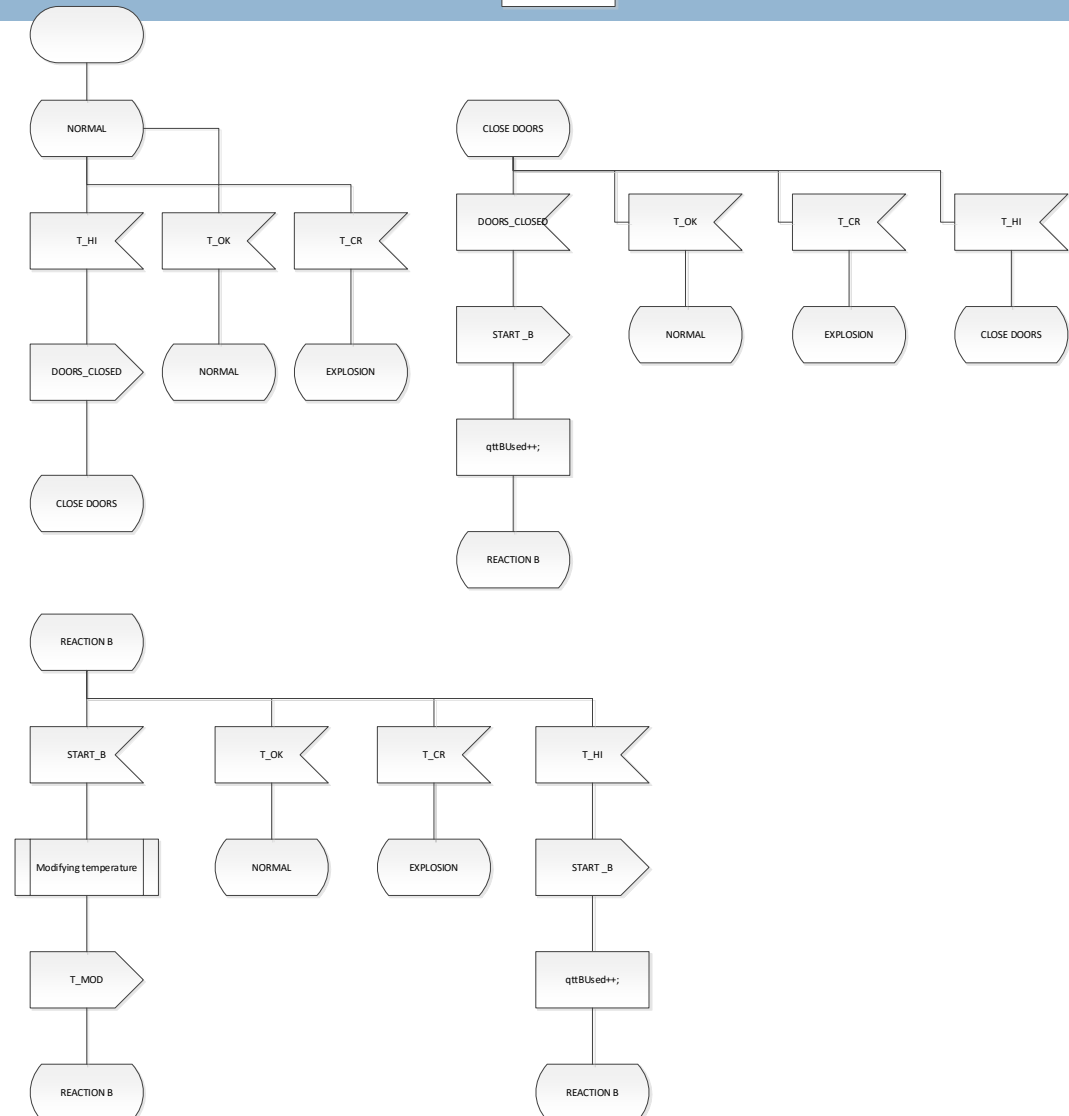 NORMAL
T_HI
T_OK
T_CR
DOORS_CLOSED
NORMAL
EXPLOSION
CLOSE DOORS
CLOSE DOORS
DOORS_CLOSED
T_OK
T_CR
T_HI
START _B
NORMAL
EXPLOSION
CLOSE DOORS
qttBUsed++;
REACTION B
REACTION B
START_B
T_OK
T_CR
T_HI
Modifying temperature
NORMAL
EXPLOSION
START _B
T_MOD
qttBUsed++;
REACTION B
REACTION B